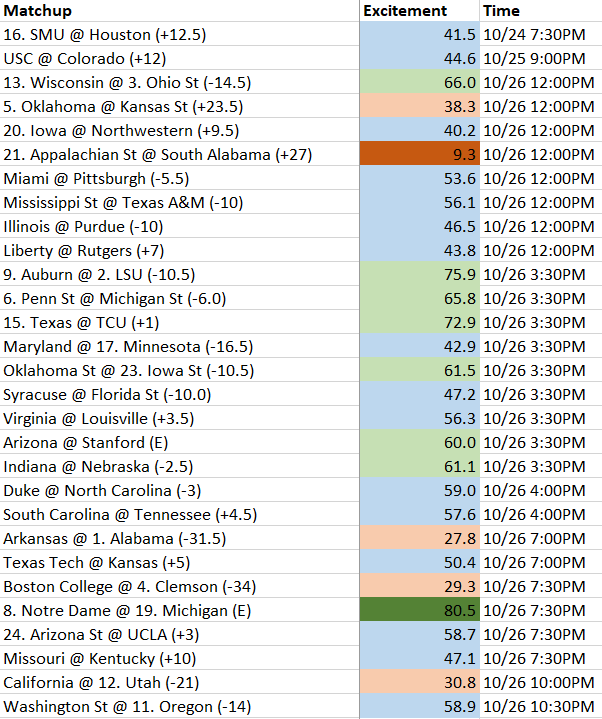 Matchup Excitement Time
16. SMU @ Houston (+12.5) 41.5 10/24 7:30PM
USC @ Colorado (+12) 44.6 10/25 9:00PM
13. Wisconsin @ 3. Ohio St (-14.5) 66.0 10/26 12:00PM
5. Oklahoma @ Kansas St (+23.5) 38.3 10/26 12:00PM
20. Iowa @ Northwestern (+9.5) 40.2 10/26 12:00PM
21. Appalachian St @ South Alabama (+27) 9.3 10/26 12:00PM
Miami @ Pittsburgh (-5.5) 53.6 10/26 12:00PM
Mississippi St @ Texas A&M (-10) 56.1 10/26 12:00PM
Illinois @ Purdue (-10) 46.5 10/26 12:00PM
Liberty @ Rutgers (+7) 43.8 10/26 12:00PM
9. Auburn @ 2. LSU (-10.5) 75.9 10/26 3:30PM
6. Penn St @ Michigan St (-6.0) 65.8 10/26 3:30PM
15. Texas @ TCU (+1) 72.9 10/26 3:30PM
Maryland @ 17. Minnesota (-16.5) 42.9 10/26 3:30PM
Oklahoma St @ 23. Iowa St (-10.5) 61.5 10/26 3:30PM
Syracuse @ Florida St (-10.0) 47.2 10/26 3:30PM
Virginia @ Louisville (+3.5) 56.3 10/26 3:30PM
Arizona @ Stanford (E) 60.0 10/26 3:30PM
Indiana @ Nebraska (-2.5) 61.1 10/26 3:30PM
Duke @ North Carolina (-3) 59.0 10/26 4:00PM
South Carolina @ Tennessee (+4.5) 57.6 10/26 4:00PM
Arkansas @ 1. Alabama (-31.5) 27.8 10/26 7:00PM
Texas Tech @ Kansas (+5) 50.4 10/26 7:00PM
Boston College @ 4. Clemson (-34) 29.3 10/26 7:30PM
8. Notre Dame @ 19. Michigan (E) 80.5 10/26 7:30PM
24. Arizona St @ UCLA (+3) 58.7 10/26 7:30PM
Missouri @ Kentucky (+10) 47.1 10/26 7:30PM
California @ 12. Utah (-21) 30.8 10/26 10:00PM
Washington St @ 11. Oregon (-14) 58.9 10/26 10:30PM